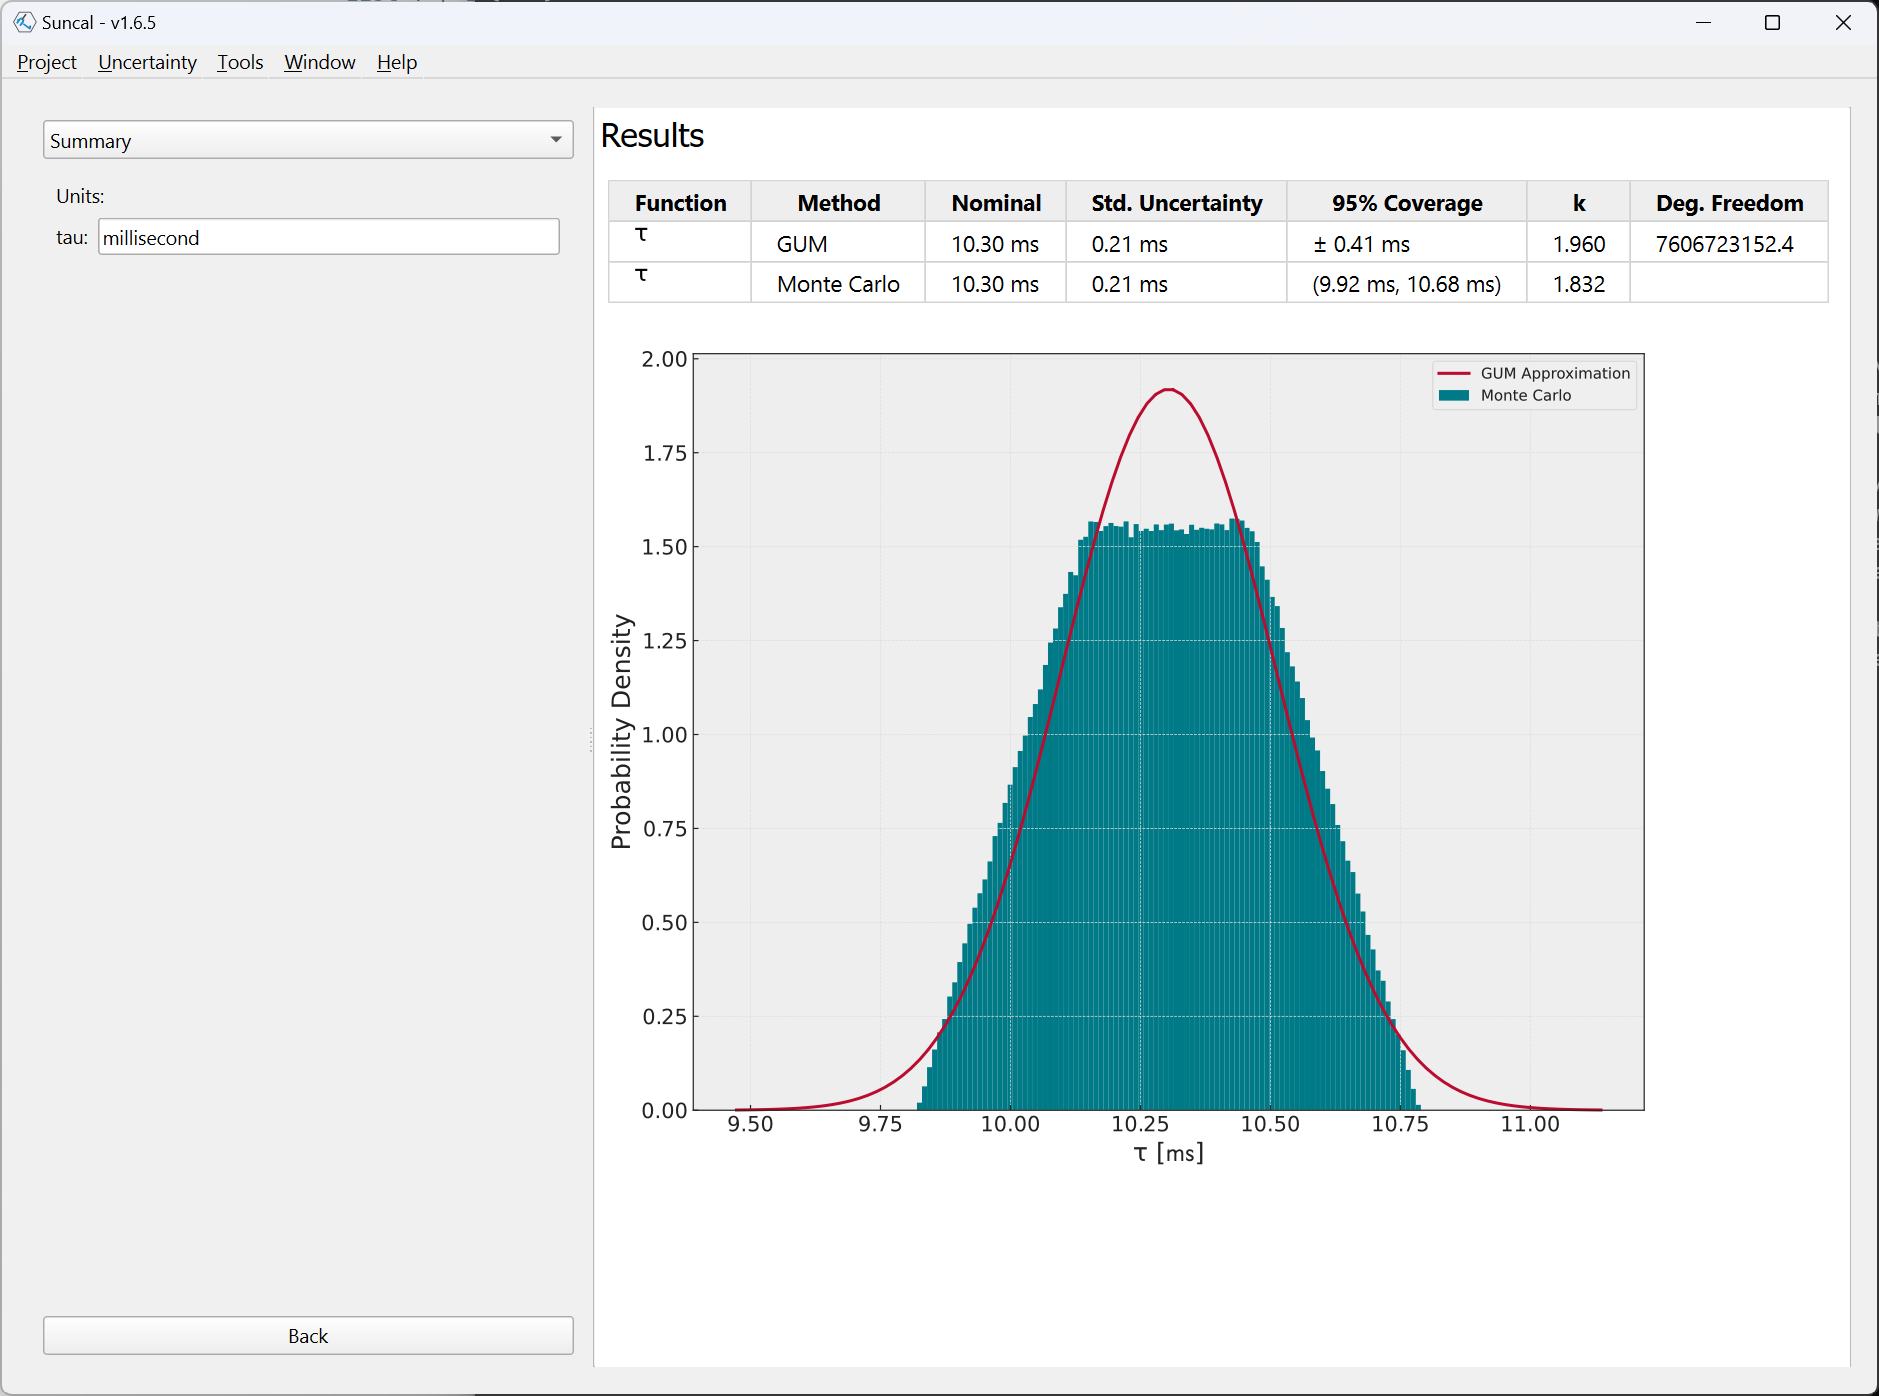 Suncal - v1.6.5
Project Uncertainty Tools Window Help
Summary
Units:
tau: millisecond
Back
Results
Function Method Nominal Std. Uncertainty 95% Coverage k Deg. Freedom
τ GUM 10.30 ms 0.21 ms ± 0.41 ms 1.960 7606723152.4
τ Monte Carlo 10.30 ms 0.21 ms (9.92 ms, 10.68 ms) 1.832
GUM Approximation
Monte Carlo
Probability Density
2.00
1.75
1.50
1.25
1.00
0.75
0.50
0.25
0.00
9.50 9.75 10.00 10.25 10.50 10.75 11.00
τ [ms]